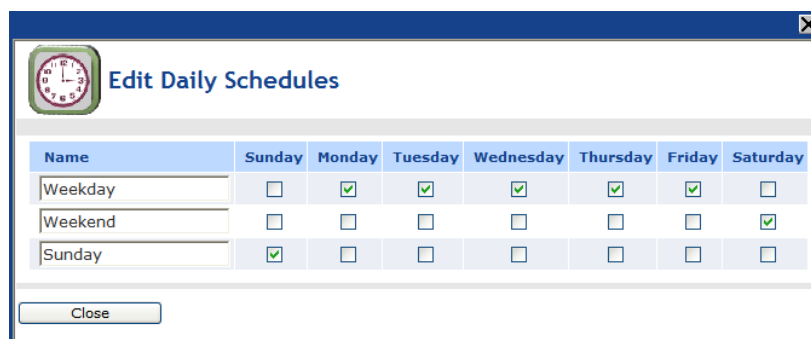 Edit Daily Schedules
Name Sunday Monday Tuesday Wednesday Thursday Friday Saturday
Weekday
Weekend
Sunday
Close